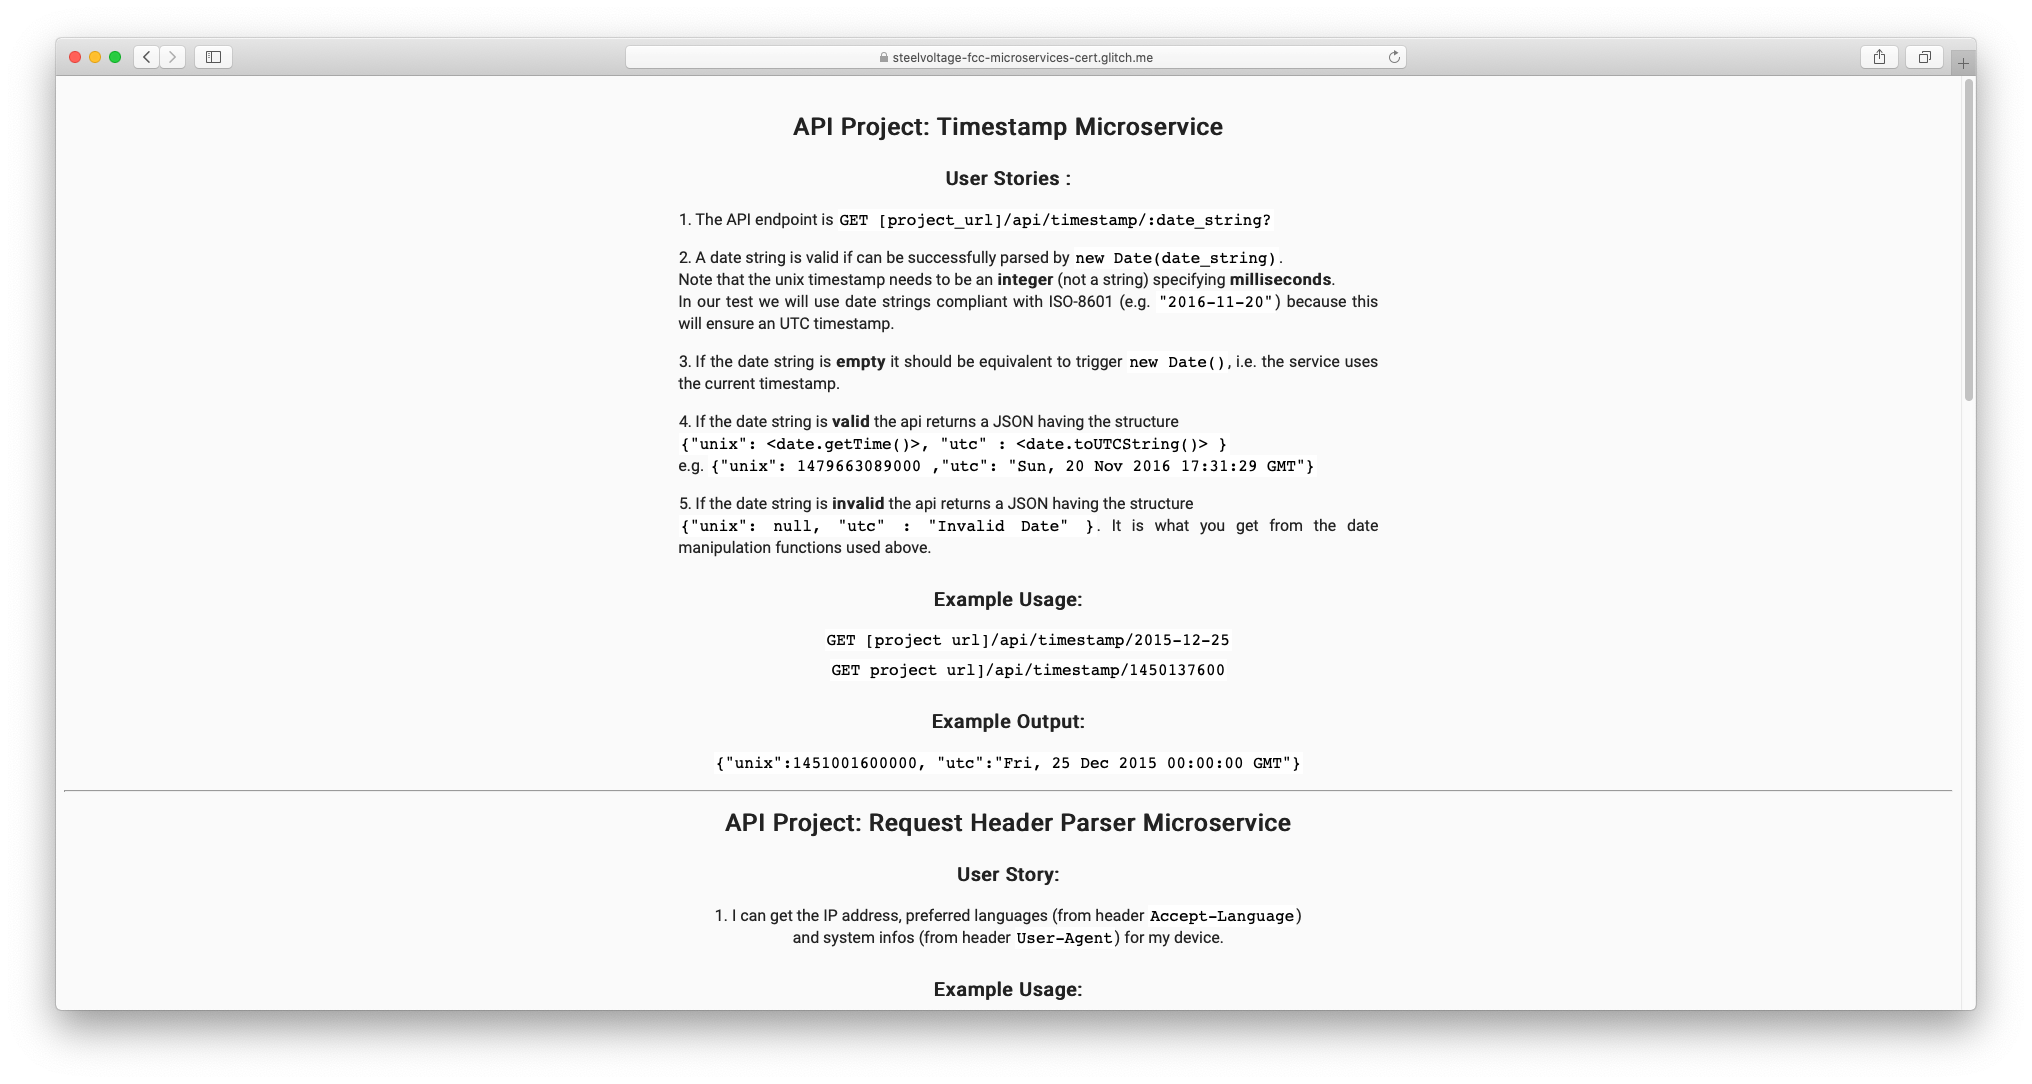 steelvoltage-fcc-microservices-cert.glitch.me
API Project: Timestamp Microservice
User Stories :
1. The API endpoint is GET [project_url]/api/timestamp/:date_string?
2. A date string is valid if can be successfully parsed by new Date(date_string).
Note that the unix timestamp needs to be an integer (not a string) specifying milliseconds.
In our test we will use date strings compliant with ISO-8601 (e.g. "2016-11-20") because this
will ensure an UTC timestamp.
3. If the date string is empty it should be equivalent to trigger new Date(), i.e. the service uses
the current timestamp.
4. If the date string is valid the api returns a JSON having the structure
{"unix": <date.getTime()>, "utc" : <date.toUTCString()> }
e.g. {"unix": 1479663089000 ,"utc": "Sun, 20 Nov 2016 17:31:29 GMT"}
5. If the date string is invalid the api returns a JSON having the structure
{"unix": null, "utc" : "Invalid Date" }. It is what you get from the date
manipulation functions used above.
Example Usage:
GET [project url]/api/timestamp/2015-12-25
GET project url]/api/timestamp/1450137600
Example Output:
{"unix":1451001600000, "utc":"Fri, 25 Dec 2015 00:00:00 GMT"}
API Project: Request Header Parser Microservice
User Story:
1. I can get the IP address, preferred languages (from header Accept-Language)
and system infos (from header User-Agent) for my device.
Example Usage: